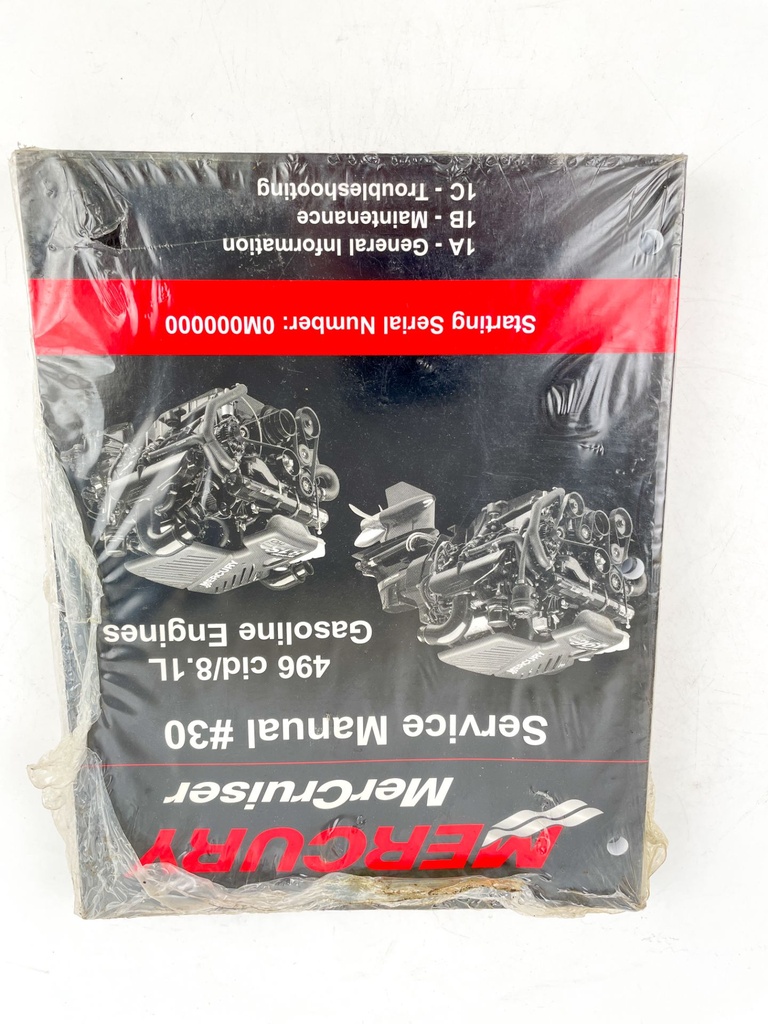 MERCURY
MerCruiser
Service Manual #30
496 cid/8.1L
Gasoline Engines
Starting Serial Number: 0M000000
1A - General Information
1B - Maintenance
1C - Troubleshooting